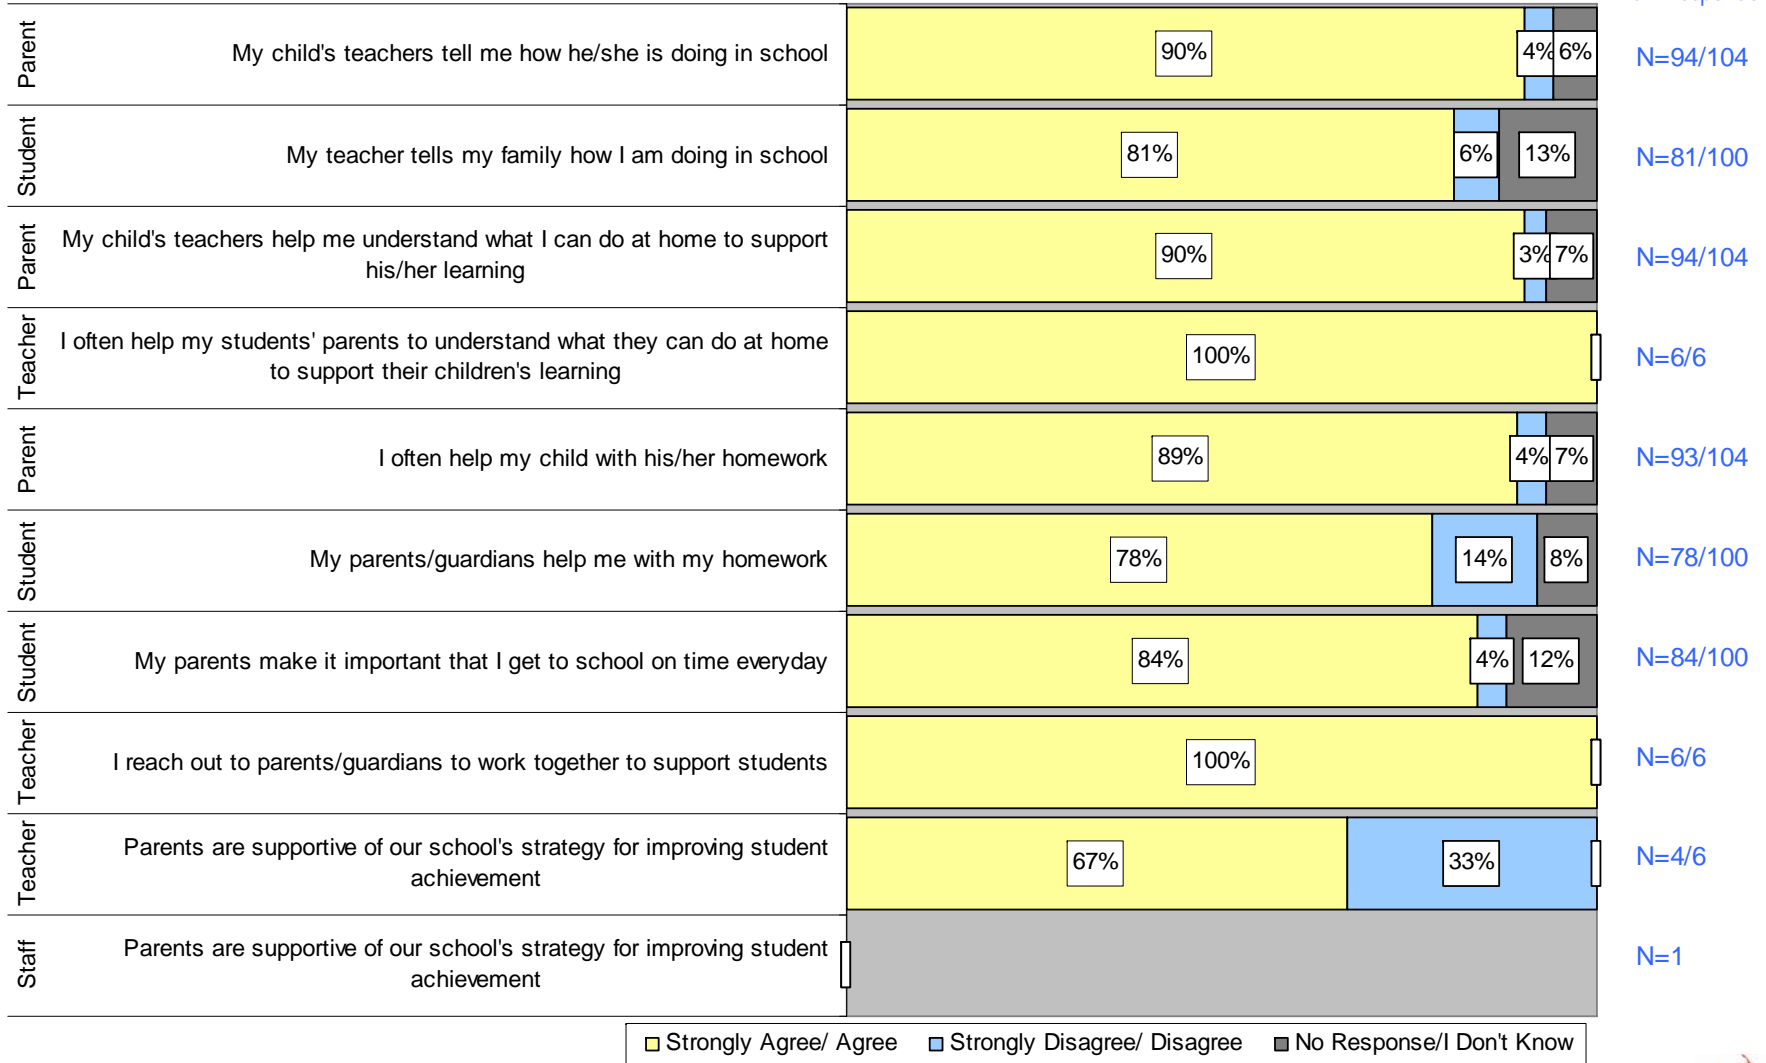 Parent
My child's teachers tell me how he/she is doing in school
90%
4%
6%
N=94/104
Student
My teacher tells my family how I am doing in school
81%
6%
13%
N=81/100
Parent
My child's teachers help me understand what I can do at home to support
his/her learning
90%
3%
7%
N=94/104
Teacher
I often help my students' parents to understand what they can do at home
to support their children's learning
100%
N=6/6
Parent
I often help my child with his/her homework
89%
4%
7%
N=93/104
Student
My parents/guardians help me with my homework
78%
14%
8%
N=78/100
Student
My parents make it important that I get to school on time everyday
84%
4%
12%
N=84/100
Teacher
I reach out to parents/guardians to work together to support students
100%
N=6/6
Teacher
Parents are supportive of our school's strategy for improving student
achievement
67%
33%
N=4/6
Staff
Parents are supportive of our school's strategy for improving student
achievement
N=1
Strongly Agree/ Agree
Strongly Disagree/ Disagree
No Response/I Don't Know